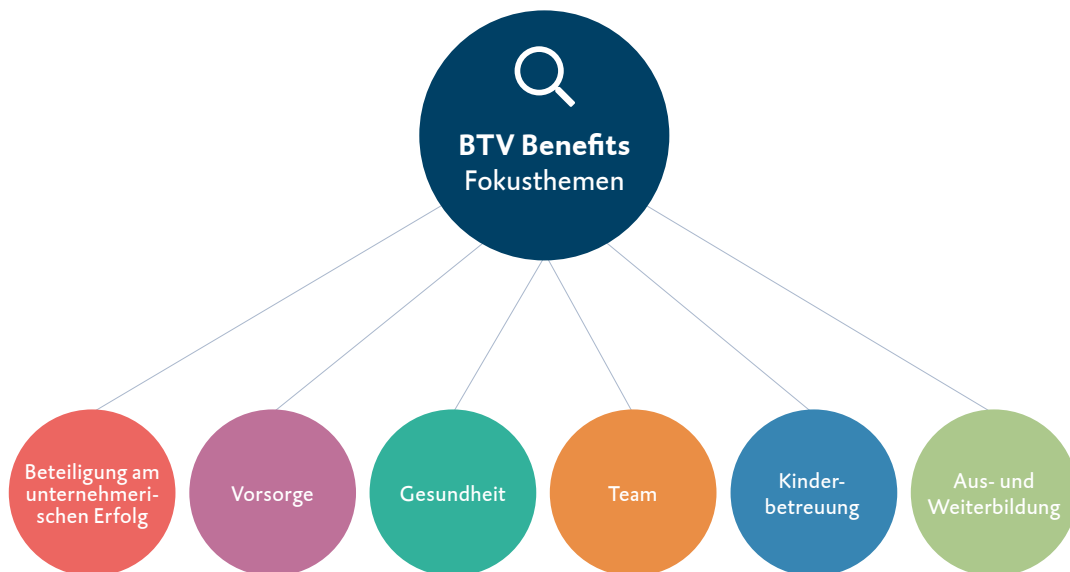 BTV Benefits
Fokusthemen
Beteiligung am
unternehmeri-
schen Erfolg
Vorsorge
Gesundheit
Team
Kinder-
betreuung
Aus- und
Weiterbildung